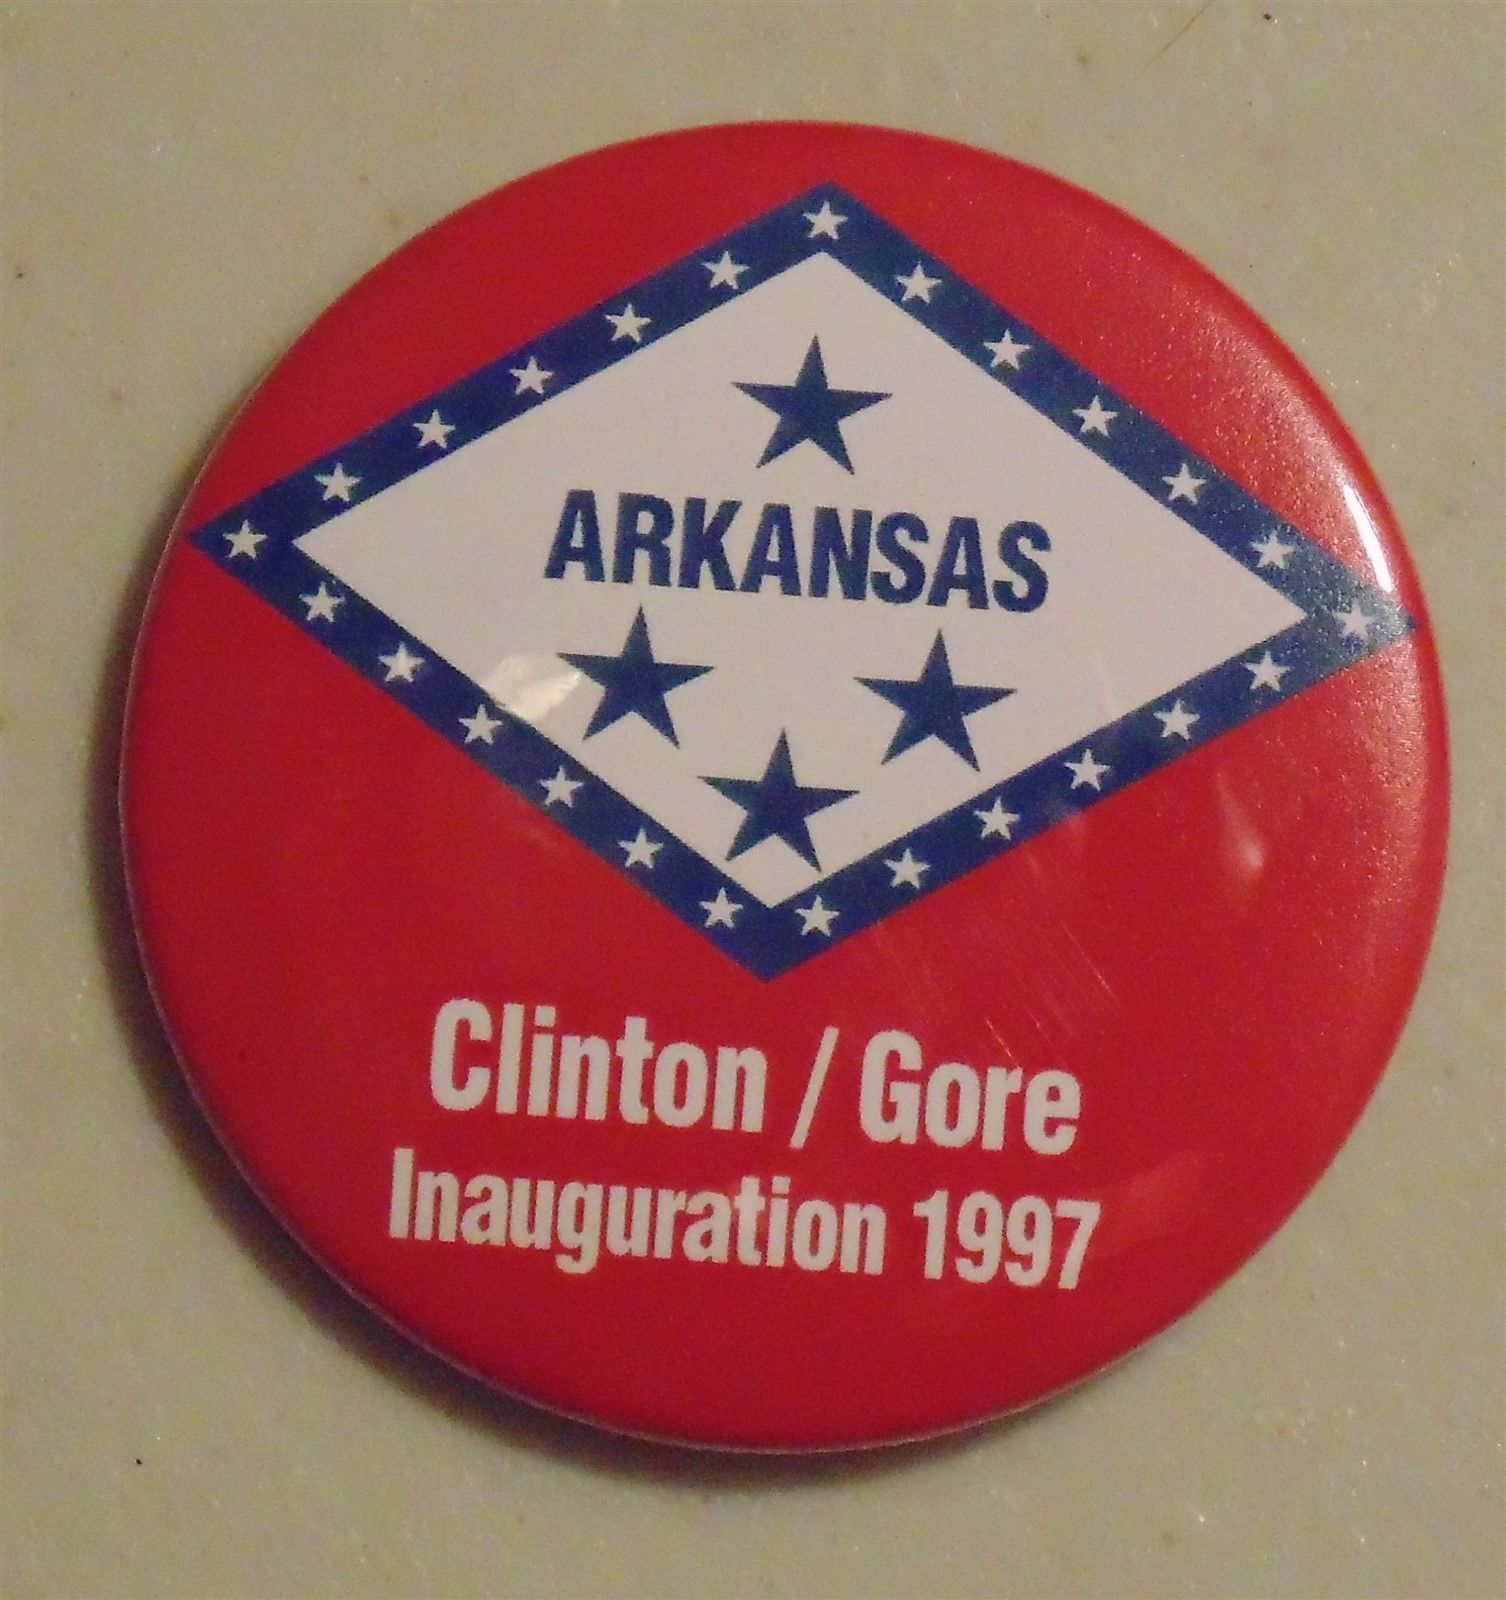 ARKANSAS
Clinton / Gore
Inauguration 1997